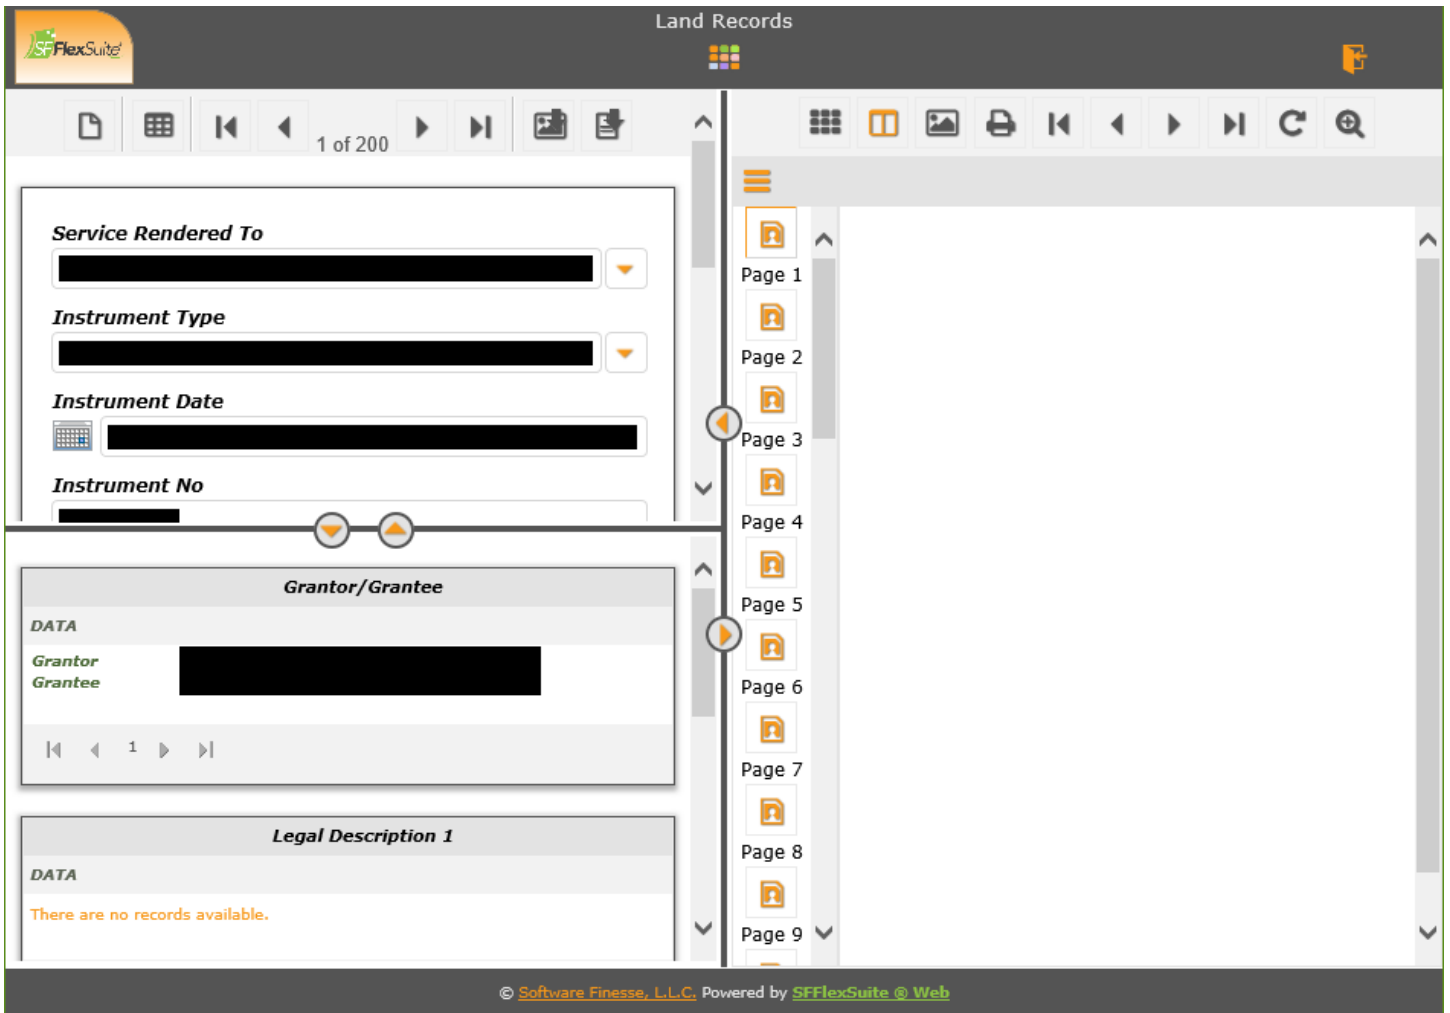 Land Records
SFFlexSuite®
1 of 200
Service Rendered To
Instrument Type
Instrument Date
Instrument No
Grantor/Grantee
DATA
Grantor
Grantee
1
Legal Description 1
DATA
There are no records available.
Page 1
Page 2
Page 3
Page 4
Page 5
Page 6
Page 7
Page 8
Page 9
© Software Finesse, L.L.C. Powered by SFFlexSuite ® Web